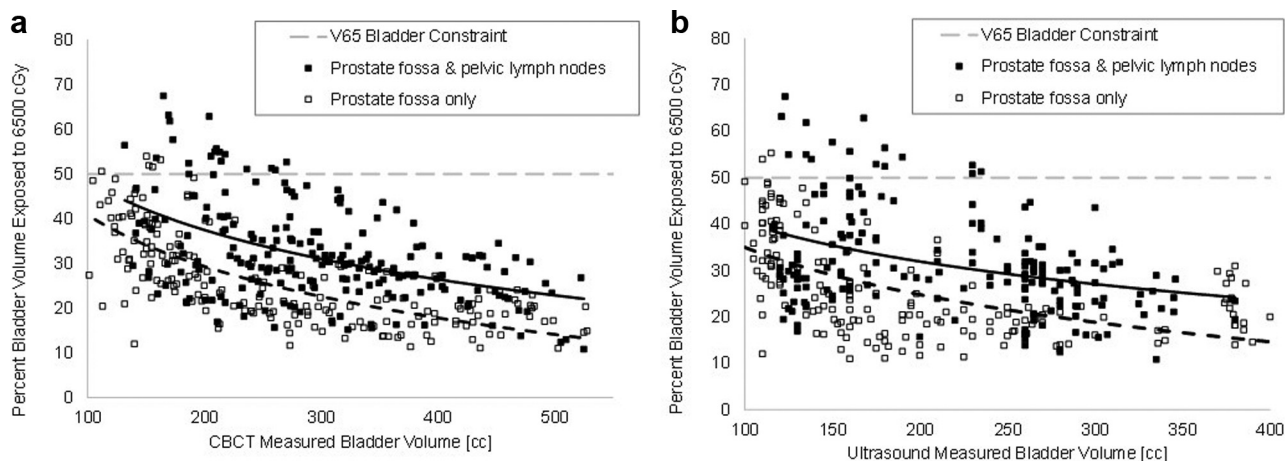 a
Percent Bladder Volume Exposed to 6500 cGy
80
70
60
50
40
30
20
10
0
100
200
300
400
500
CBCT Measured Bladder Volume [cc]
V65 Bladder Constraint
Prostate fossa & pelvic lymph nodes
Prostate fossa only
b
Percent Bladder Volume Exposed to 6500 cGy
80
70
60
50
40
30
20
10
0
100
150
200
250
300
350
400
Ultrasound Measured Bladder Volume [cc]
V65 Bladder Constraint
Prostate fossa & pelvic lymph nodes
Prostate fossa only